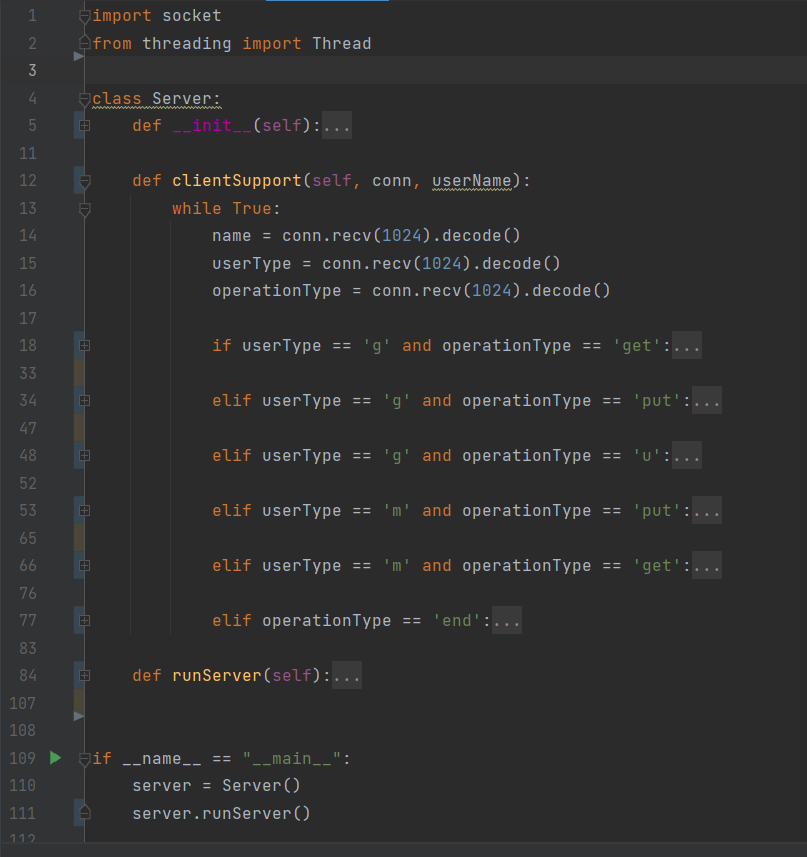 1 import socket
2 from threading import Thread
3
4 class Server:
5     def __init__(self):...
11
12     def clientSupport(self, conn, userName):
13         while True:
14             name = conn.recv(1024).decode()
15             userType = conn.recv(1024).decode()
16             operationType = conn.recv(1024).decode()
17
18             if userType == 'g' and operationType == 'get':...
33
34             elif userType == 'g' and operationType == 'put':...
47
48             elif userType == 'g' and operationType == 'u':...
52
53             elif userType == 'm' and operationType == 'put':...
65
66             elif userType == 'm' and operationType == 'get':...
76
77             elif operationType == 'end':...
83
84     def runServer(self):...
107
108
109 if __name__ == "__main__":
110     server = Server()
111     server.runServer()
112